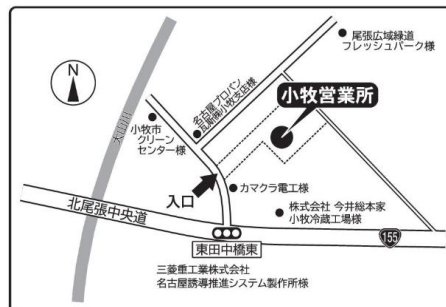 N
大山川
小牧市
クリーン
センター様
名古屋プロパン
瓦斯㈱小牧支店様
尾張広域緑道
フレッシュパーク様
小牧営業所
入口
カマクラ電工様
株式会社 今井総本家
小牧冷蔵工場様
北尾張中央道
155
東田中橋東
三菱重工業株式会社
名古屋誘導推進システム製作所様